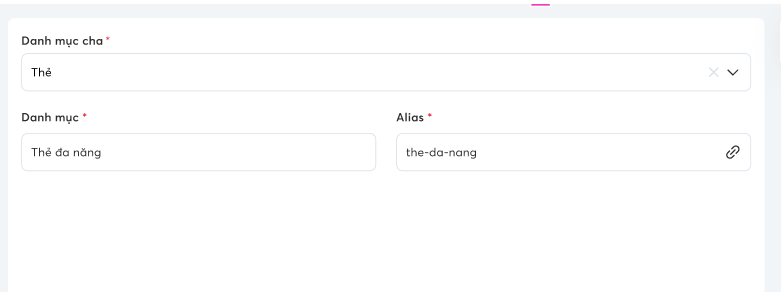 Danh mục cha *
Thẻ
Danh mục *
Alias *
Thẻ đa năng
the-da-nang